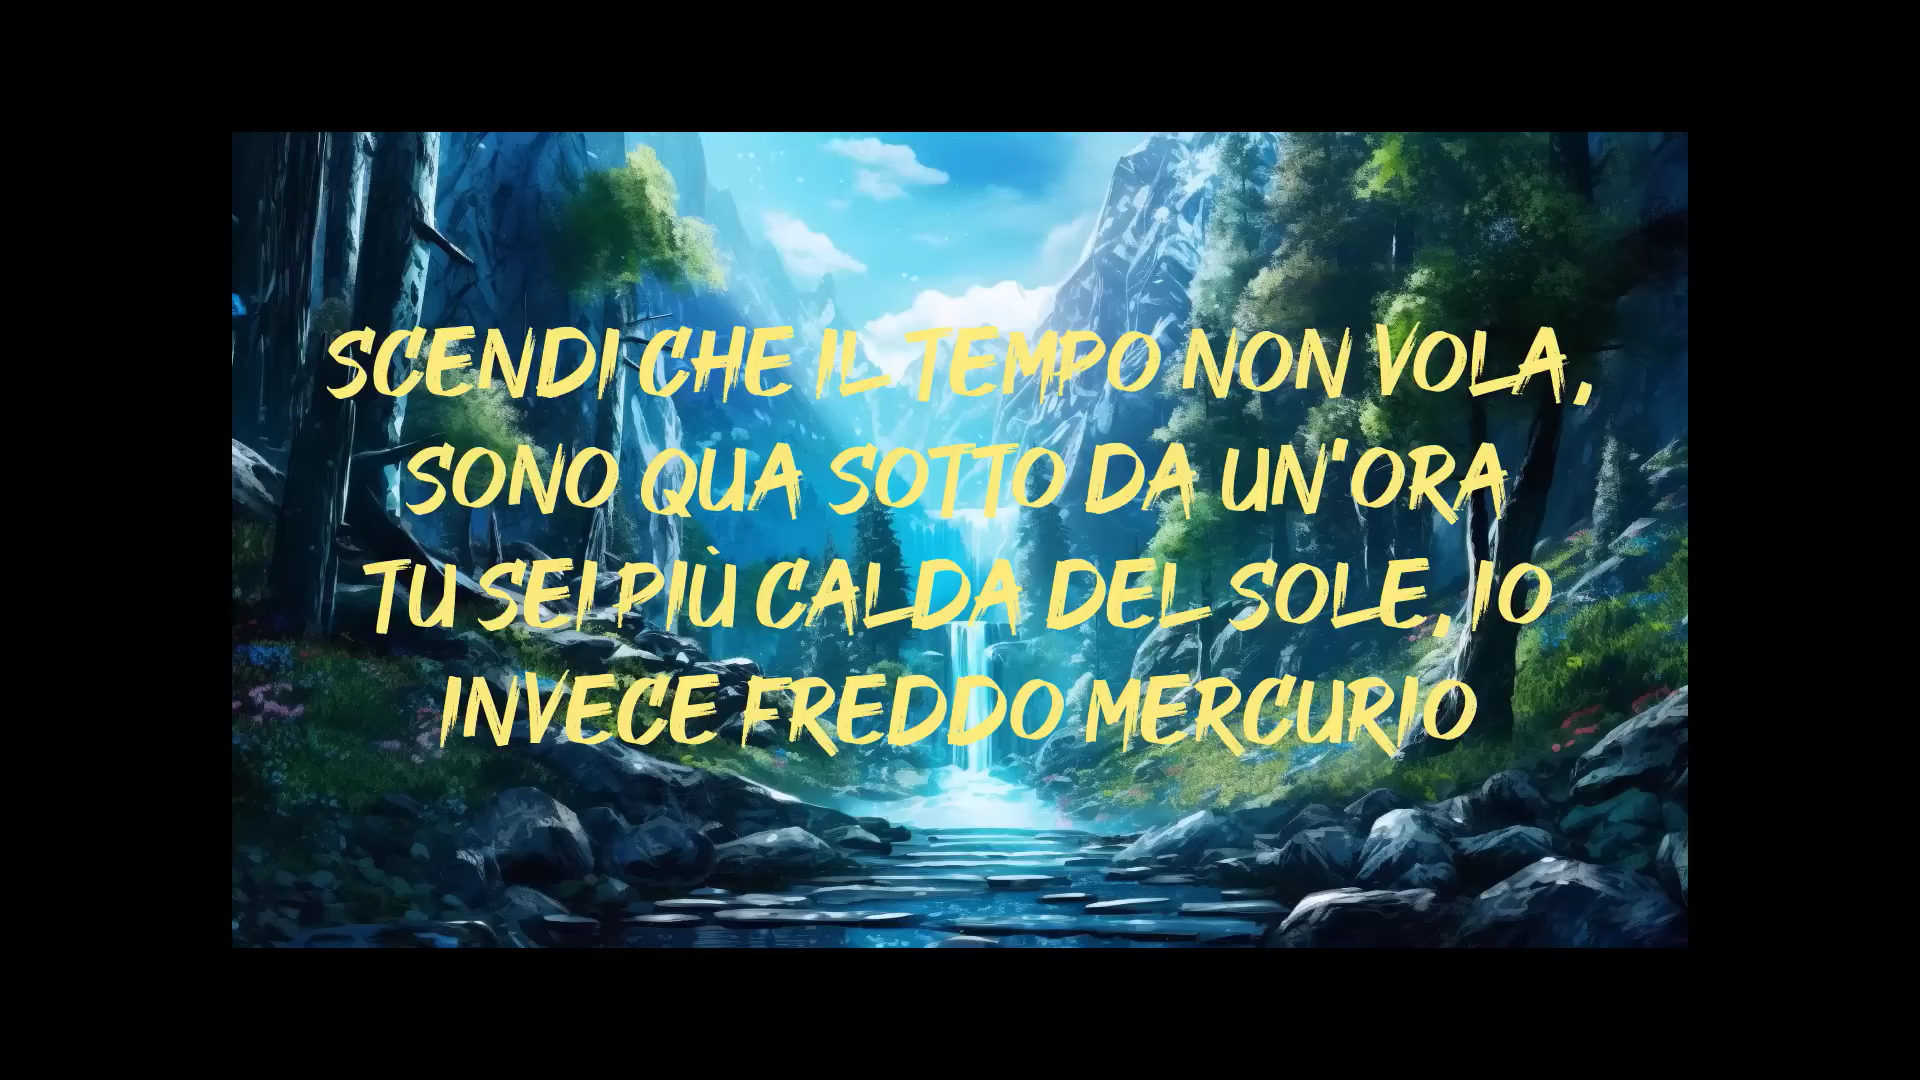 SCENDI CHE IL TEMPO NON VOLA,
SONO QUA SOTTO DA UN'ORA
TU SEI PIÙ CALDA DEL SOLE, IO
INVECE FREDDO MERCURIO